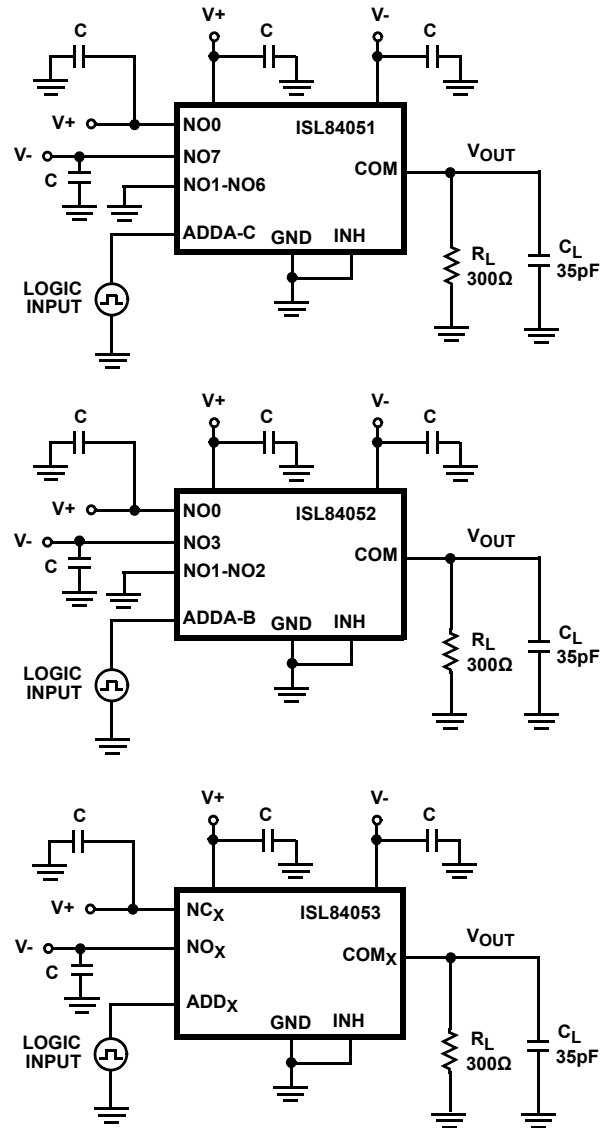 V+
V-
C
C
C
V+
NO0
ISL84051
V-
NO7
C
NO1-NO6
COM
VOUT
ADDA-C
GND
INH
LOGIC
INPUT
RL
300Ω
CL
35pF
V+
V-
C
C
C
V+
NO0
ISL84052
V-
NO3
C
NO1-NO2
COM
VOUT
ADDA-B
GND
INH
LOGIC
INPUT
RL
300Ω
CL
35pF
V+
V-
C
C
C
V+
NCX
ISL84053
V-
NOX
C
COMX
VOUT
ADDX
GND
INH
LOGIC
INPUT
RL
300Ω
CL
35pF